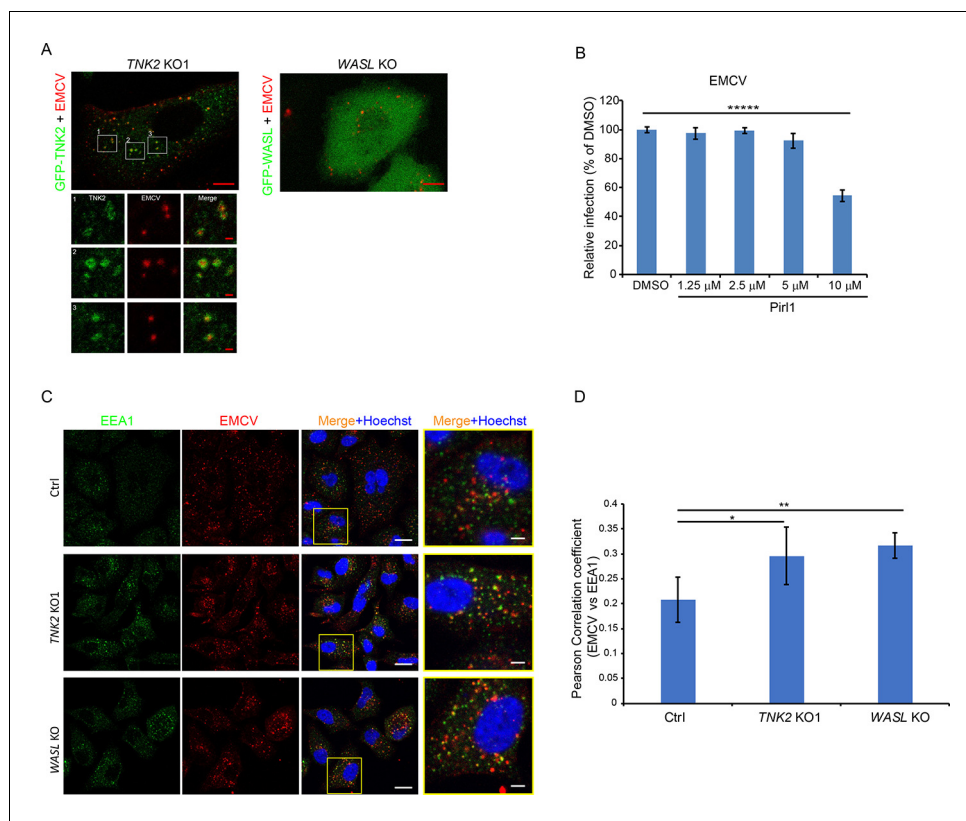 A
TNK2 KO1
WASL KO
GFP-TNK2 + EMCV
GFP-WASL + EMCV
1
2
3
TNK2
EMCV
Merge
1
2
3
B
EMCV
*****
Relative infection (% of DMSO)
120
100
80
60
40
20
0
DMSO
1.25 µM
2.5 µM
5 µM
10 µM
Pirl1
C
EEA1
EMCV
Merge+Hoechst
Merge+Hoechst
Ctrl
TNK2 KO1
WASL KO
D
Pearson Correlation coefficient
(EMCV vs EEA1)
0.4
0.35
0.3
0.25
0.2
0.15
0.1
0.05
0
**
*
Ctrl
TNK2 KO1
WASL KO